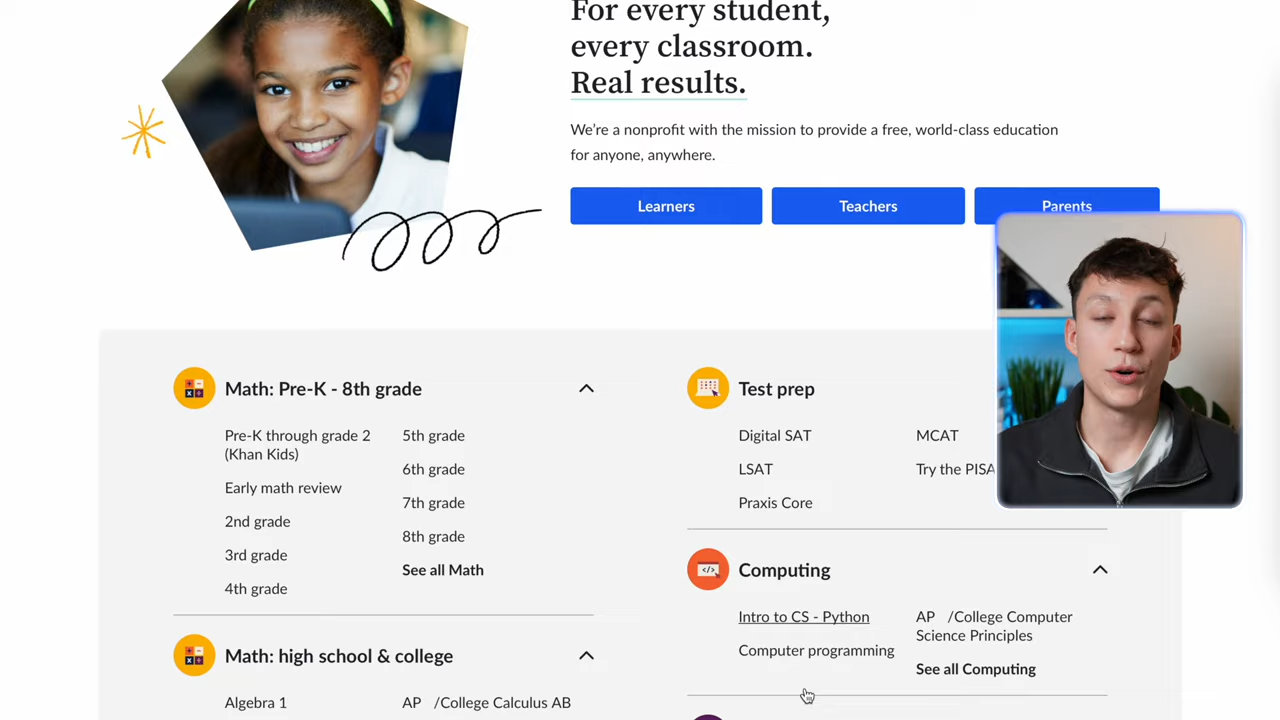 For every student,
every classroom.
Real results.
We're a nonprofit with the mission to provide a free, world-class education
for anyone, anywhere.
Learners
Teachers
Parents
Math: Pre-K - 8th grade
Pre-K through grade 2
(Khan Kids)
Early math review
2nd grade
3rd grade
4th grade
5th grade
6th grade
7th grade
8th grade
See all Math
Math: high school & college
Algebra 1
AP /College Calculus AB
Test prep
Digital SAT
LSAT
Praxis Core
MCAT
Try the PISA
Computing
Intro to CS - Python
Computer programming
AP /College Computer
Science Principles
See all Computing